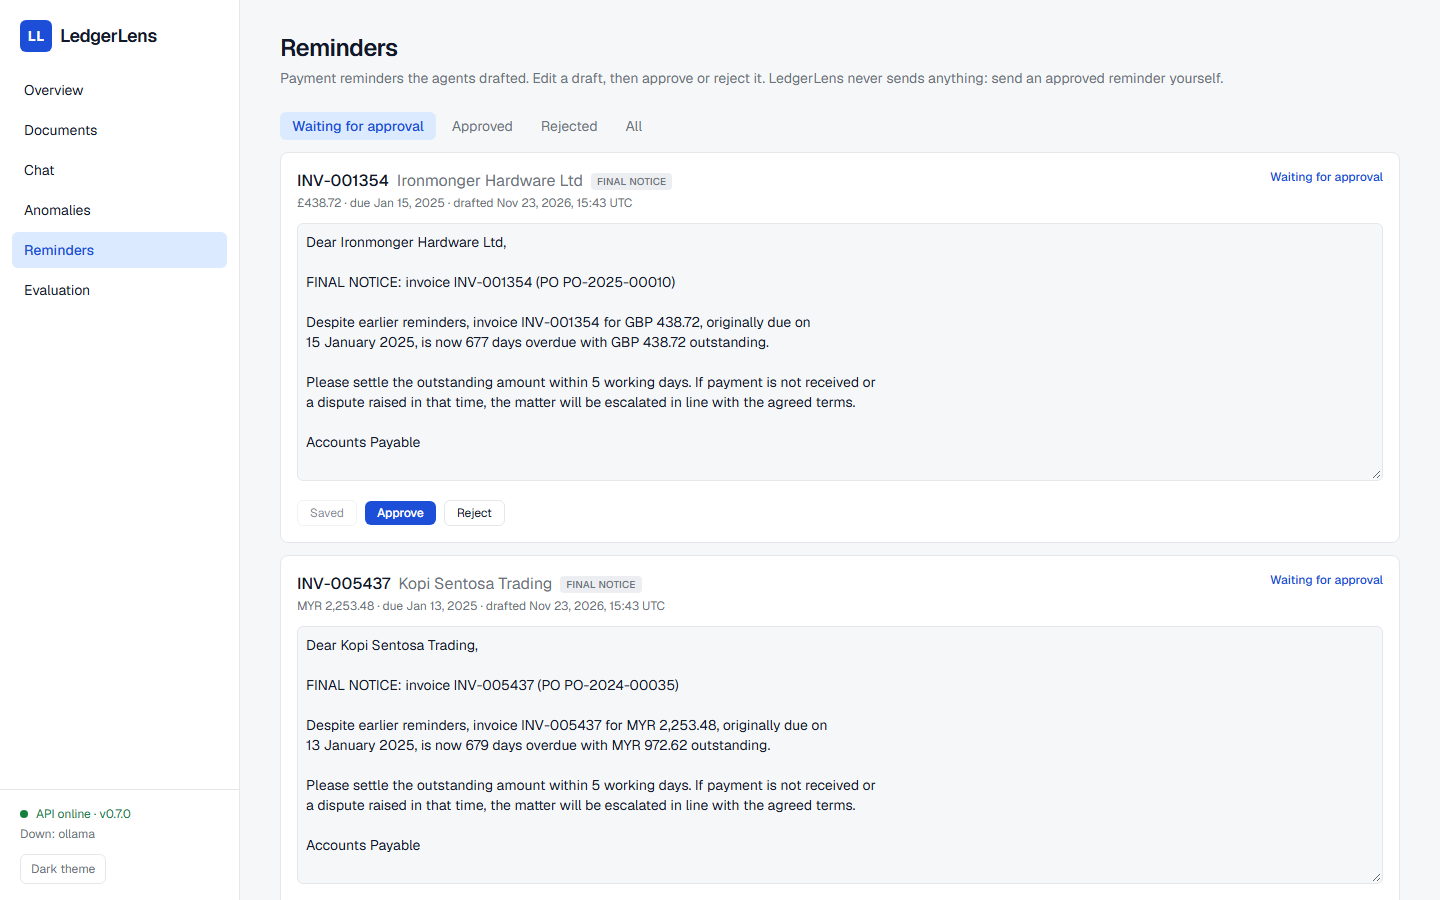 LL LedgerLens
Overview
Documents
Chat
Anomalies
Reminders
Evaluation
API online · v0.7.0
Down: ollama
Dark theme
Reminders
Payment reminders the agents drafted. Edit a draft, then approve or reject it. LedgerLens never sends anything: send an approved reminder yourself.
Waiting for approval Approved Rejected All
INV-001354 Ironmonger Hardware Ltd FINAL NOTICE Waiting for approval
£438.72 · due Jan 15, 2025 · drafted Nov 23, 2026, 15:43 UTC
Dear Ironmonger Hardware Ltd,
FINAL NOTICE: invoice INV-001354 (PO PO-2025-00010)
Despite earlier reminders, invoice INV-001354 for GBP 438.72, originally due on
15 January 2025, is now 677 days overdue with GBP 438.72 outstanding.
Please settle the outstanding amount within 5 working days. If payment is not received or
a dispute raised in that time, the matter will be escalated in line with the agreed terms.
Accounts Payable
Saved Approve Reject
INV-005437 Kopi Sentosa Trading FINAL NOTICE Waiting for approval
MYR 2,253.48 · due Jan 13, 2025 · drafted Nov 23, 2026, 15:43 UTC
Dear Kopi Sentosa Trading,
FINAL NOTICE: invoice INV-005437 (PO PO-2024-00035)
Despite earlier reminders, invoice INV-005437 for MYR 2,253.48, originally due on
13 January 2025, is now 679 days overdue with MYR 972.62 outstanding.
Please settle the outstanding amount within 5 working days. If payment is not received or
a dispute raised in that time, the matter will be escalated in line with the agreed terms.
Accounts Payable